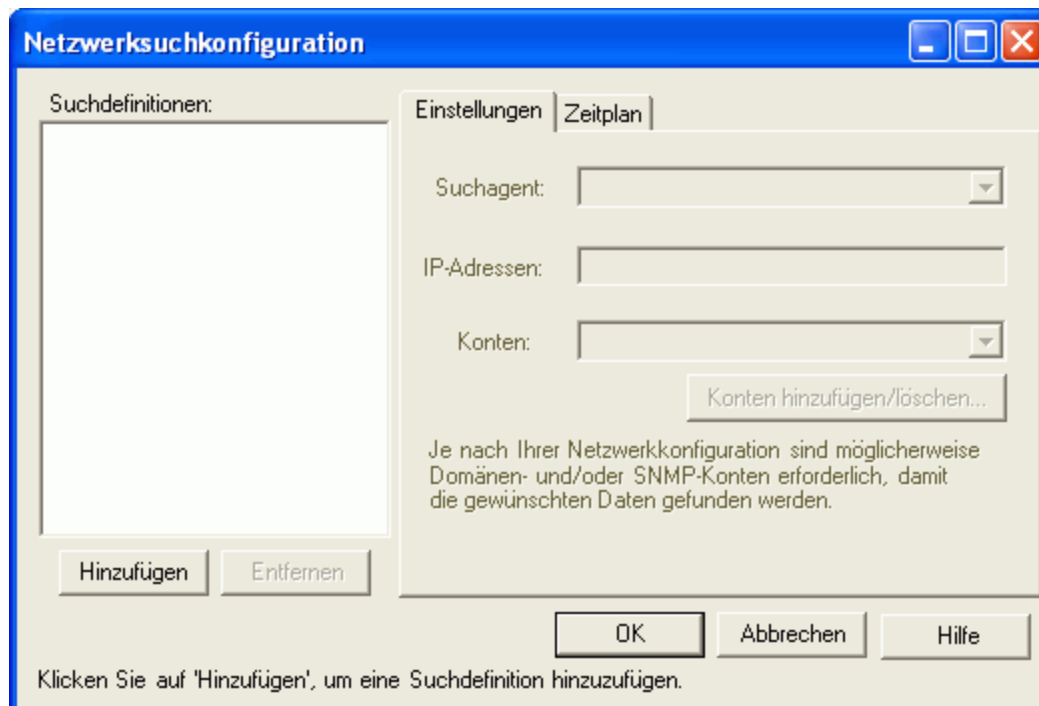 Netzwerksuchkonfiguration
Suchdefinitionen:
Einstellungen
Zeitplan
Suchagent:
IP-Adressen:
Konten:
Konten hinzufügen/löschen...
Je nach Ihrer Netzwerkkonfiguration sind möglicherweise
Domänen- und/oder SNMP-Konten erforderlich, damit
die gewünschten Daten gefunden werden.
Hinzufügen
Entfernen
OK
Abbrechen
Hilfe
Klicken Sie auf 'Hinzufügen', um eine Suchdefinition hinzuzufügen.